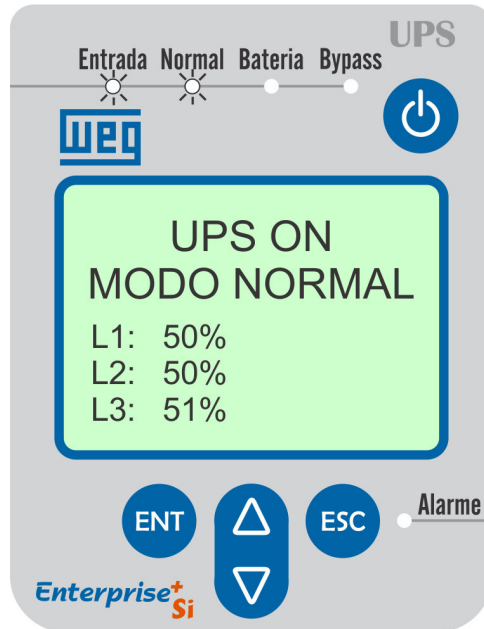 UPS
Entrada Normal Bateria Bypass
weg
UPS ON
MODO NORMAL
L1: 50%
L2: 50%
L3: 51%
ENT ESC
Alarme
Enterprise+
Si